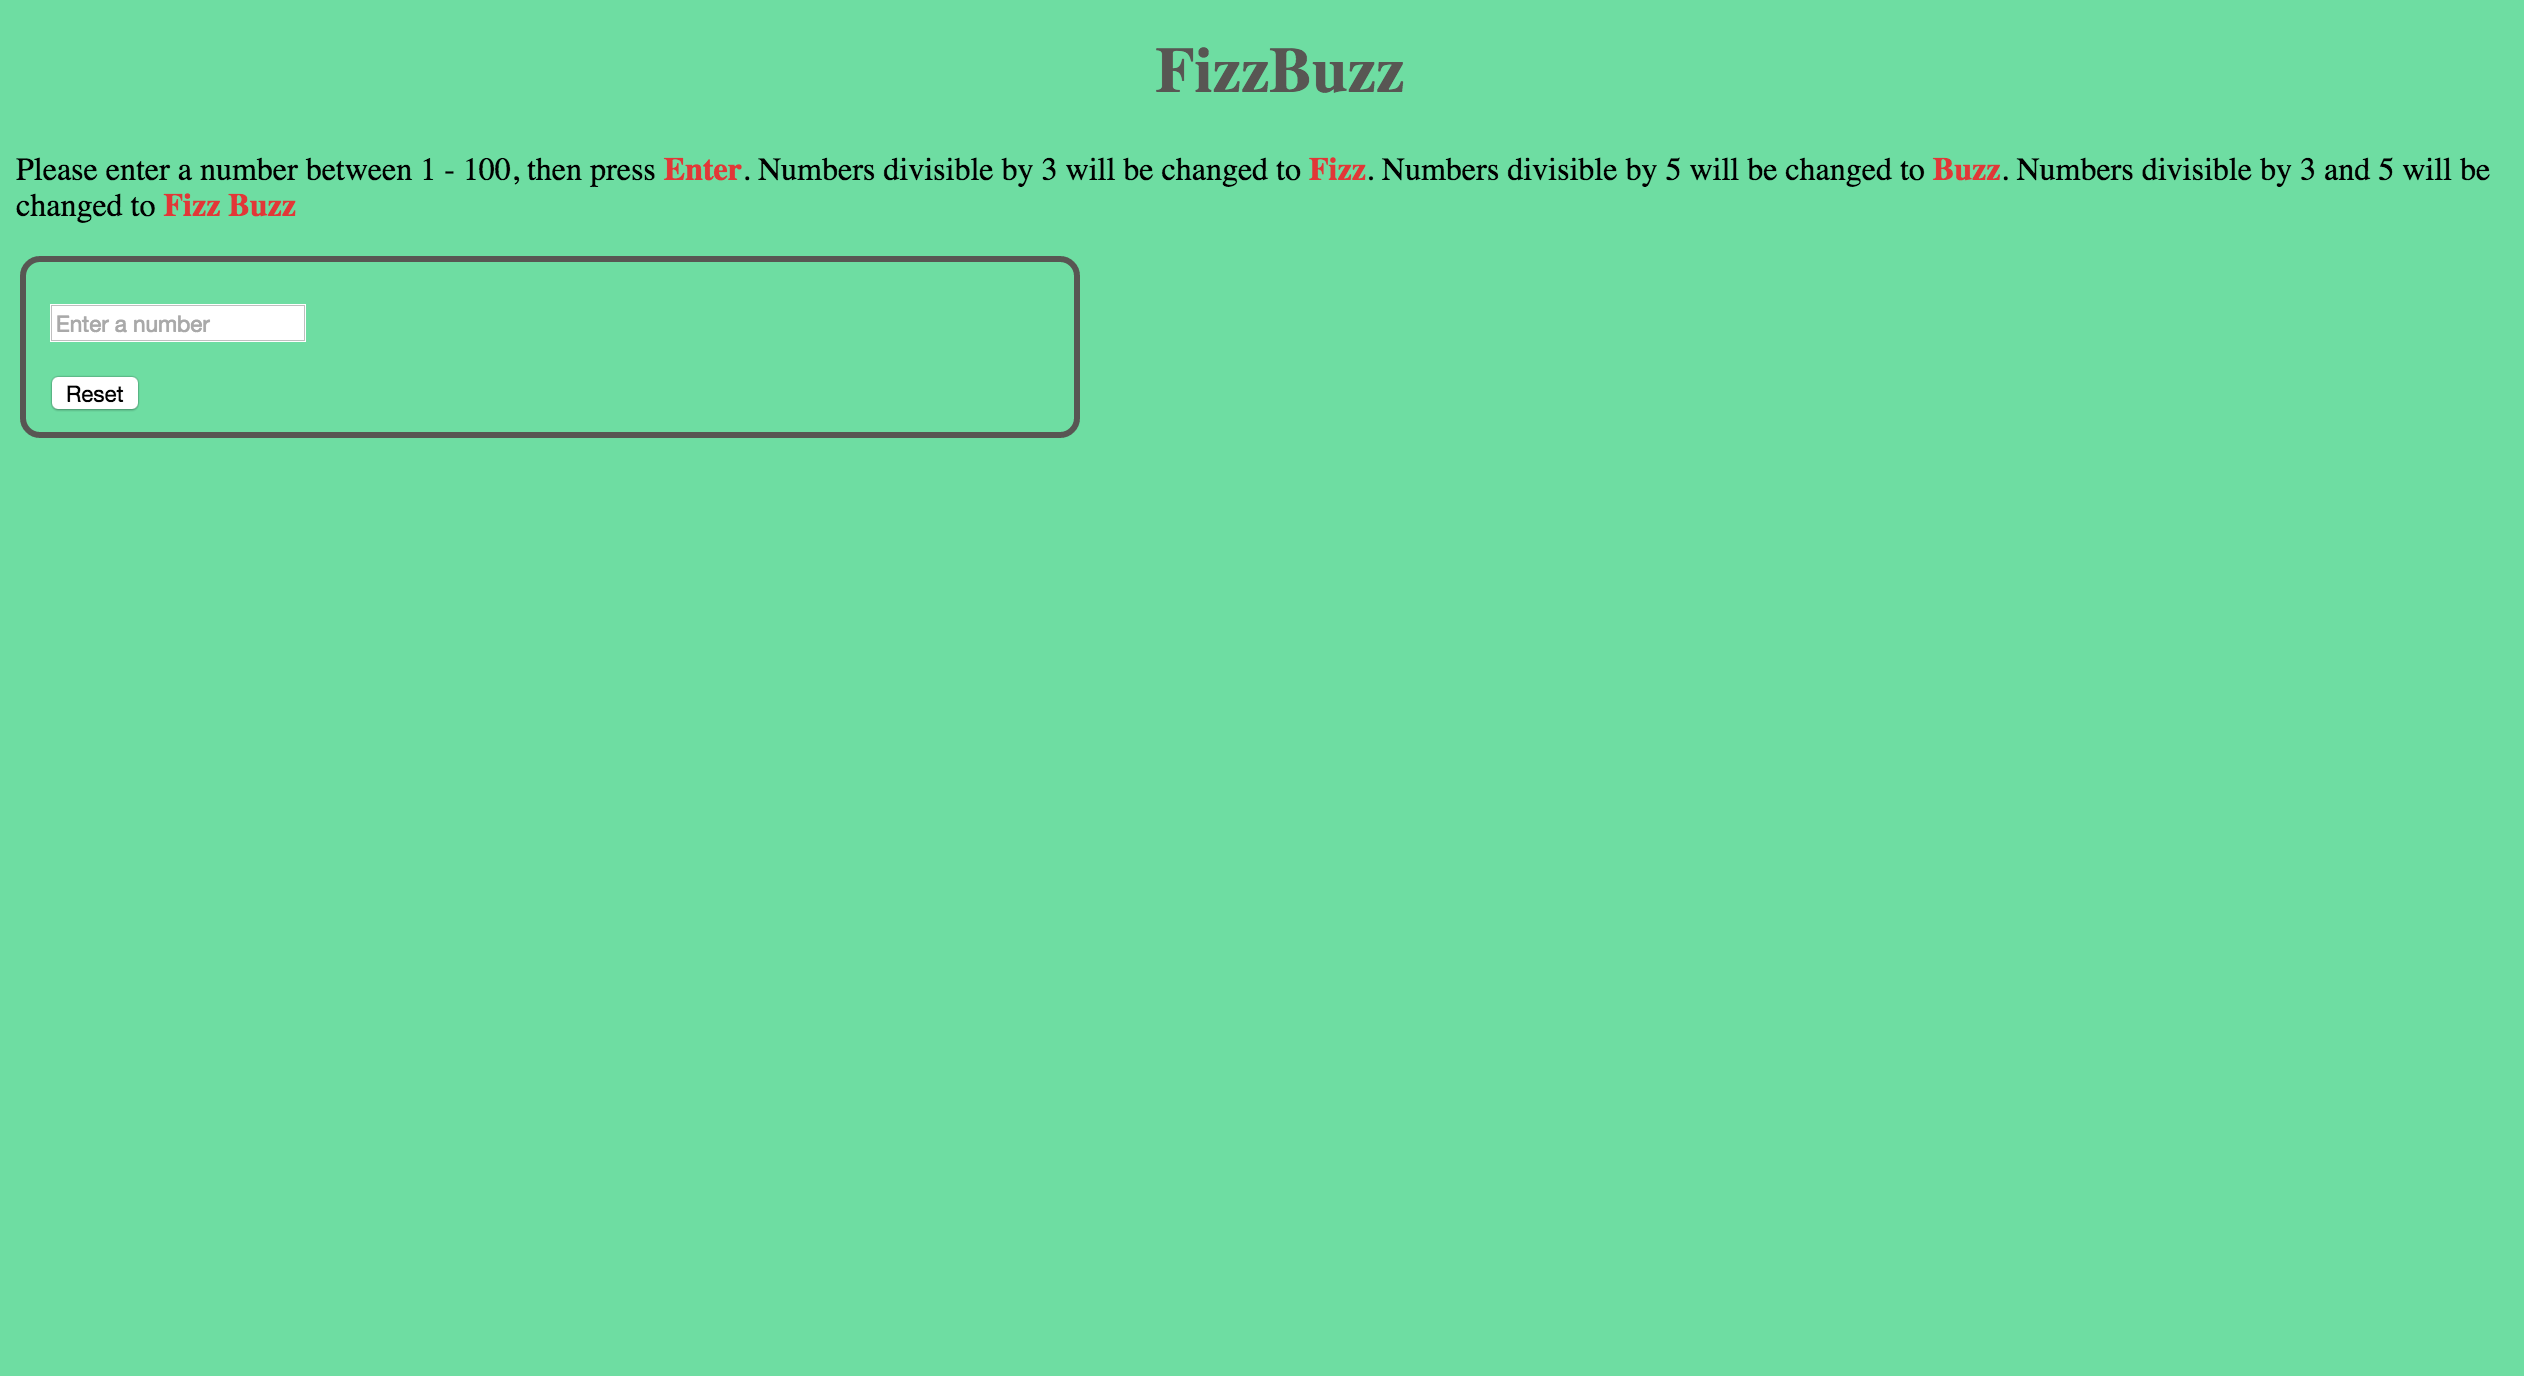 FizzBuzz
Please enter a number between 1 - 100, then press Enter. Numbers divisible by 3 will be changed to Fizz. Numbers divisible by 5 will be changed to Buzz. Numbers divisible by 3 and 5 will be
changed to Fizz Buzz
Enter a number
Reset